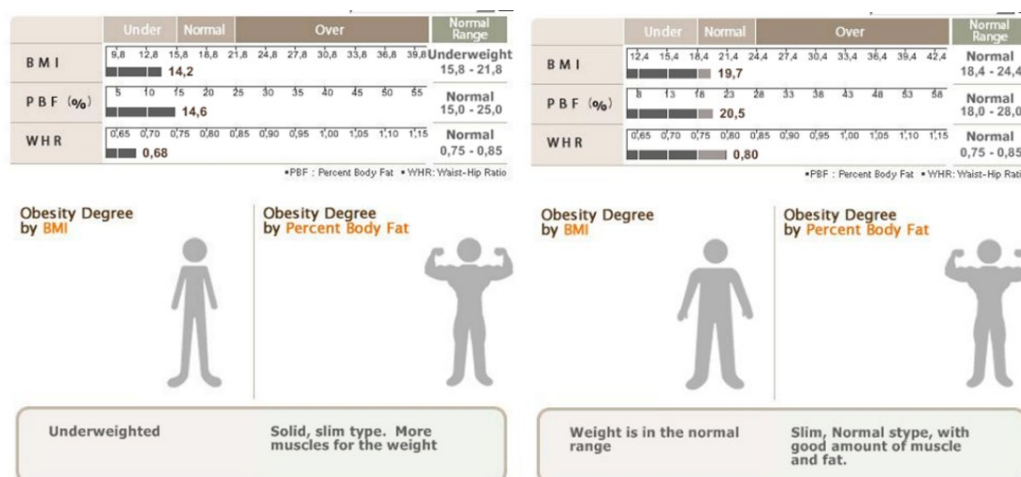 Under Normal Over Normal Range
9,8 12,8 15,8 18,8 21,8 24,8 27,8 30,8 33,8 36,8 39,8 Underweight
BMI 14,2 15,8 - 21,8
5 10 15 20 25 30 35 40 45 50 55 Normal
PBF (%) 14,6 15,0 - 25,0
0,65 0,70 0,75 0,80 0,85 0,90 0,95 1,00 1,05 1,10 1,15 Normal
WHR 0,68 0,75 - 0,85
•PBF : Percent Body Fat •WHR: Waist-Hip Ratio
Obesity Degree
by BMI
Obesity Degree
by Percent Body Fat
Underweighted
Solid, slim type. More
muscles for the weight
Under Normal Over Normal Range
12,4 15,4 18,4 21,4 24,4 27,4 30,4 33,4 36,4 39,4 42,4 Normal
BMI 19,7 18,4 - 24,4
8 13 18 23 28 33 38 43 48 53 58 Normal
PBF (%) 20,5 18,0 - 28,0
0,65 0,70 0,75 0,80 0,85 0,90 0,95 1,00 1,05 1,10 1,15 Normal
WHR 0,80 0,75 - 0,85
•PBF : Percent Body Fat •WHR: Waist-Hip Rati
Obesity Degree
by BMI
Obesity Degree
by Percent Body Fat
Weight is in the normal
range
Slim, Normal stype, with
good amount of muscle
and fat.